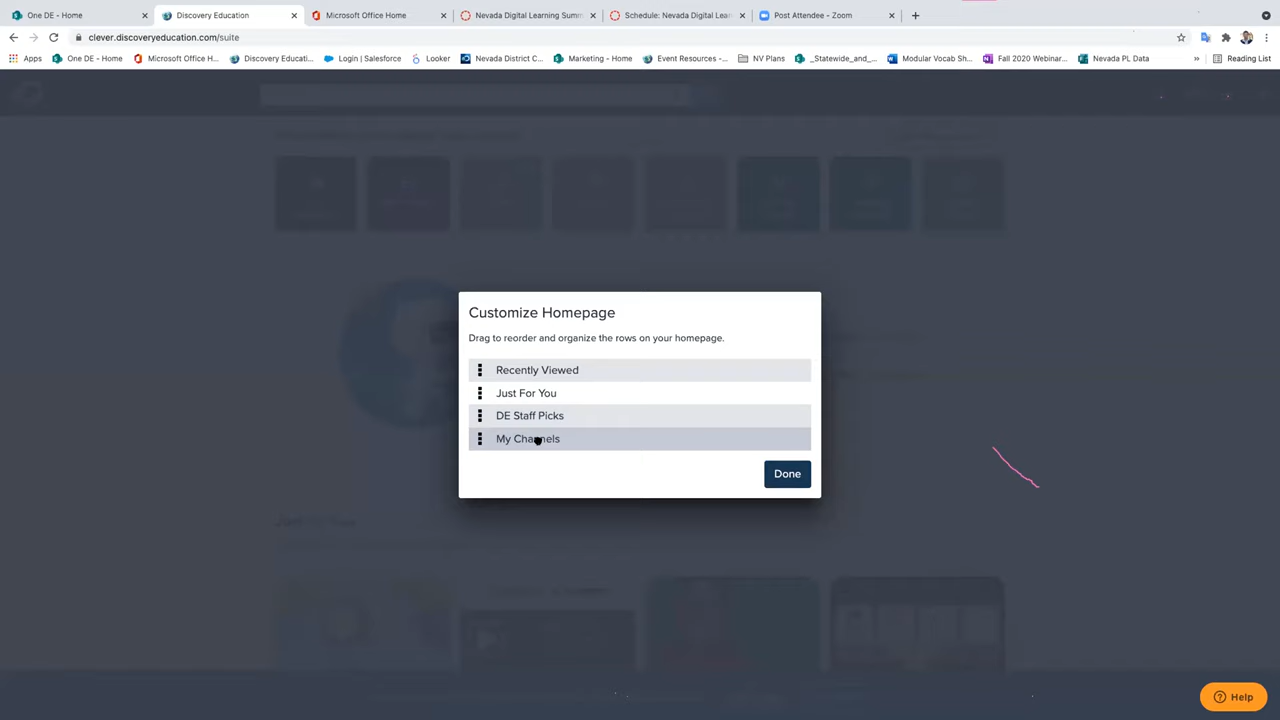 One DE - Home
Discovery Education
Microsoft Office Home
Nevada Digital Learning Summ
Schedule: Nevada Digital Lear
Post Attendee - Zoom
clever.discoveryeducation.com/suite
Apps
One DE - Home
Microsoft Office H...
Discovery Educati...
Login | Salesforce
Looker
Nevada District C...
Marketing - Home
Event Resources -...
NV Plans
_Statewide_and_...
Modular Vocab Sh...
Fall 2020 Webinar...
Nevada PL Data
Reading List
Customize Homepage
Drag to reorder and organize the rows on your homepage.
Recently Viewed
Just For You
DE Staff Picks
My Channels
Done
Help